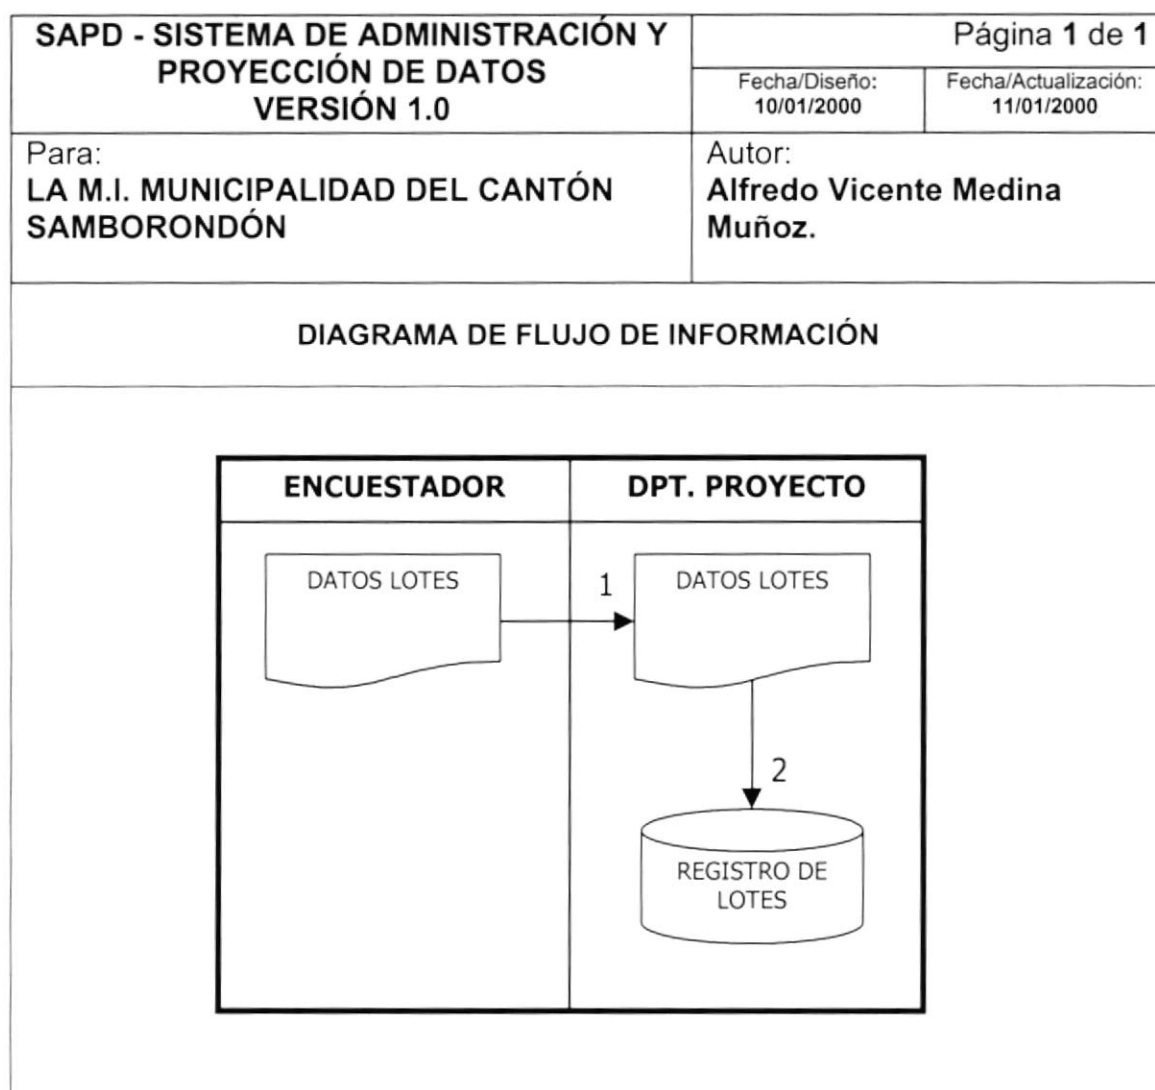 SAPD - SISTEMA DE ADMINISTRACIÓN Y
PROYECCIÓN DE DATOS
VERSIÓN 1.0
Página 1 de 1
Fecha/Diseño:
10/01/2000
Fecha/Actualización:
11/01/2000
Para:
LA M.I. MUNICIPALIDAD DEL CANTÓN
SAMBORONDÓN
Autor:
Alfredo Vicente Medina
Muñoz.
DIAGRAMA DE FLUJO DE INFORMACIÓN
ENCUESTADOR
DPT. PROYECTO
DATOS LOTES
1
DATOS LOTES
2
REGISTRO DE
LOTES